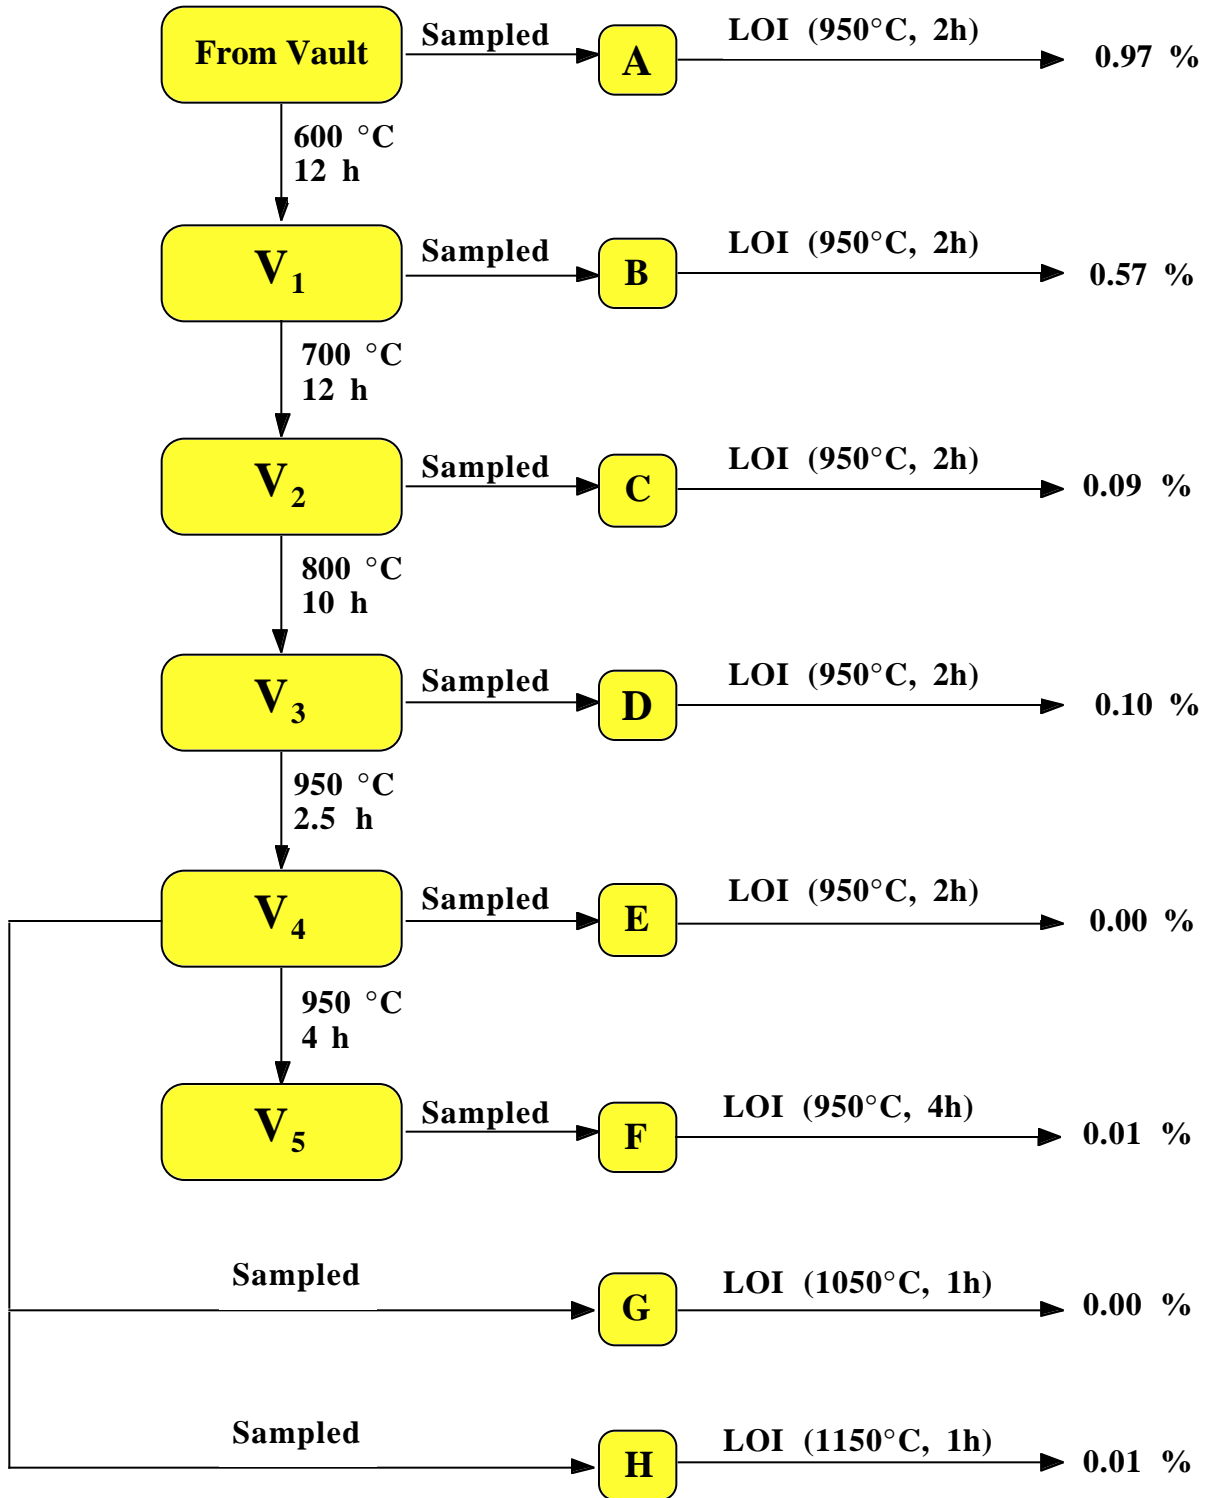 From Vault
Sampled
A
LOI (950°C, 2h)
0.97 %
600 °C
12 h
V1
Sampled
B
LOI (950°C, 2h)
0.57 %
700 °C
12 h
V2
Sampled
C
LOI (950°C, 2h)
0.09 %
800 °C
10 h
V3
Sampled
D
LOI (950°C, 2h)
0.10 %
950 °C
2.5 h
V4
Sampled
E
LOI (950°C, 2h)
0.00 %
950 °C
4 h
V5
Sampled
F
LOI (950°C, 4h)
0.01 %
Sampled
G
LOI (1050°C, 1h)
0.00 %
Sampled
H
LOI (1150°C, 1h)
0.01 %